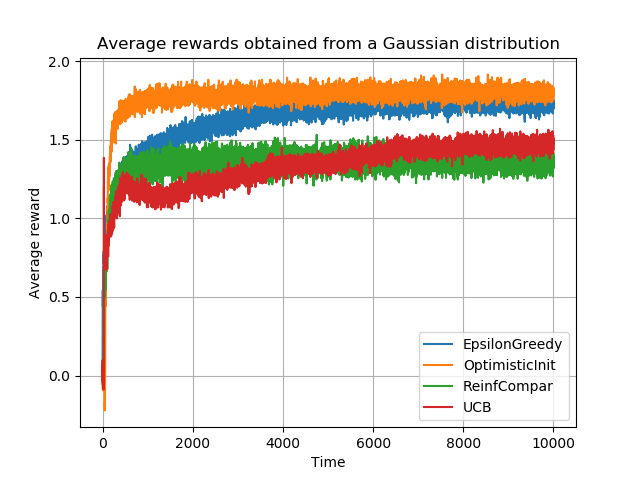 Average rewards obtained from a Gaussian distribution
Average reward
2.0
1.5
1.0
0.5
0.0
0
2000
4000
6000
8000
10000
Time
EpsilonGreedy
OptimisticInit
ReinfCompar
UCB